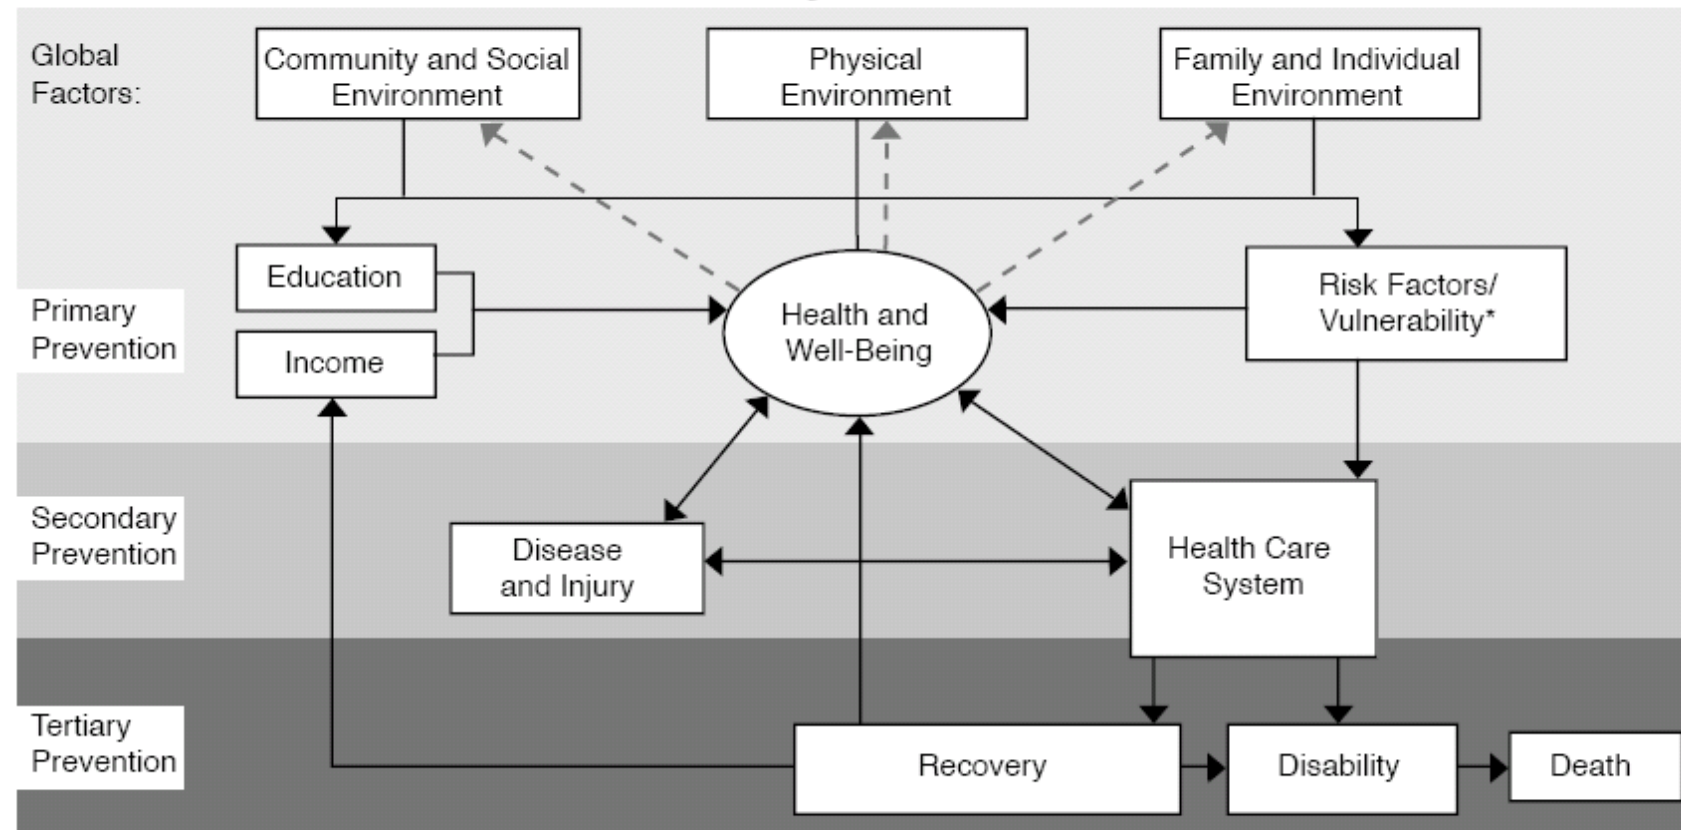 Global
Factors:
Community and Social
Environment
Physical
Environment
Family and Individual
Environment
Primary
Prevention
Education
Income
Health and
Well-Being
Risk Factors/
Vulnerability*
Secondary
Prevention
Disease
and Injury
Health Care
System
Tertiary
Prevention
Recovery
Disability
Death